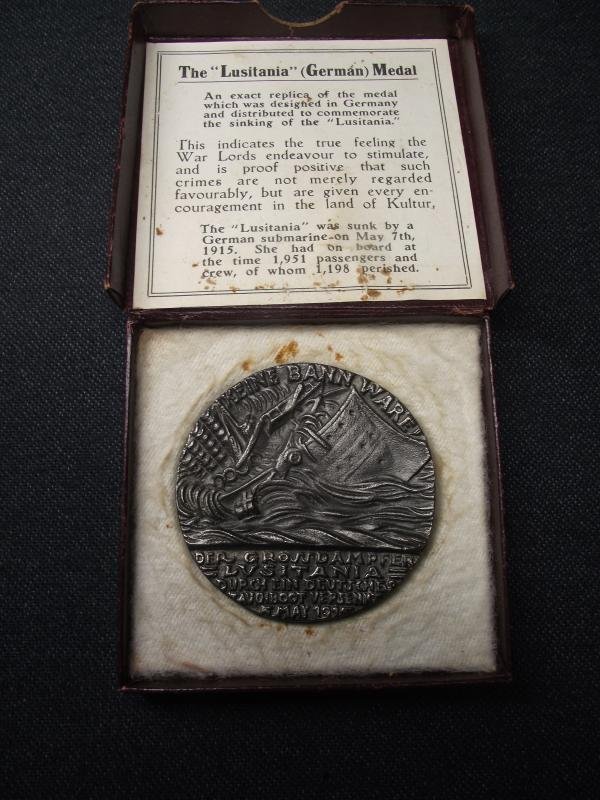 The "Lusitania" (German) Medal
An exact replica of the medal
which was designed in Germany
and distributed to commemorate
the sinking of the "Lusitania."
This indicates the true feeling the
War Lords endeavour to stimulate,
and is proof positive that such
crimes are not merely regarded
favourably, but are given every en-
couragement in the land of Kultur,
The "Lusitania" was sunk by a
German submarine on May 7th,
1915. She had on board at
the time 1,951 passengers and
crew, of whom 1,198 perished.
KEINE BANN WARE
DER GROSSDAMPFER
LUSITANIA
DURCH EIN DEUTSCHES
TAUCHBOOT VERSENKT
5 MAY 1915